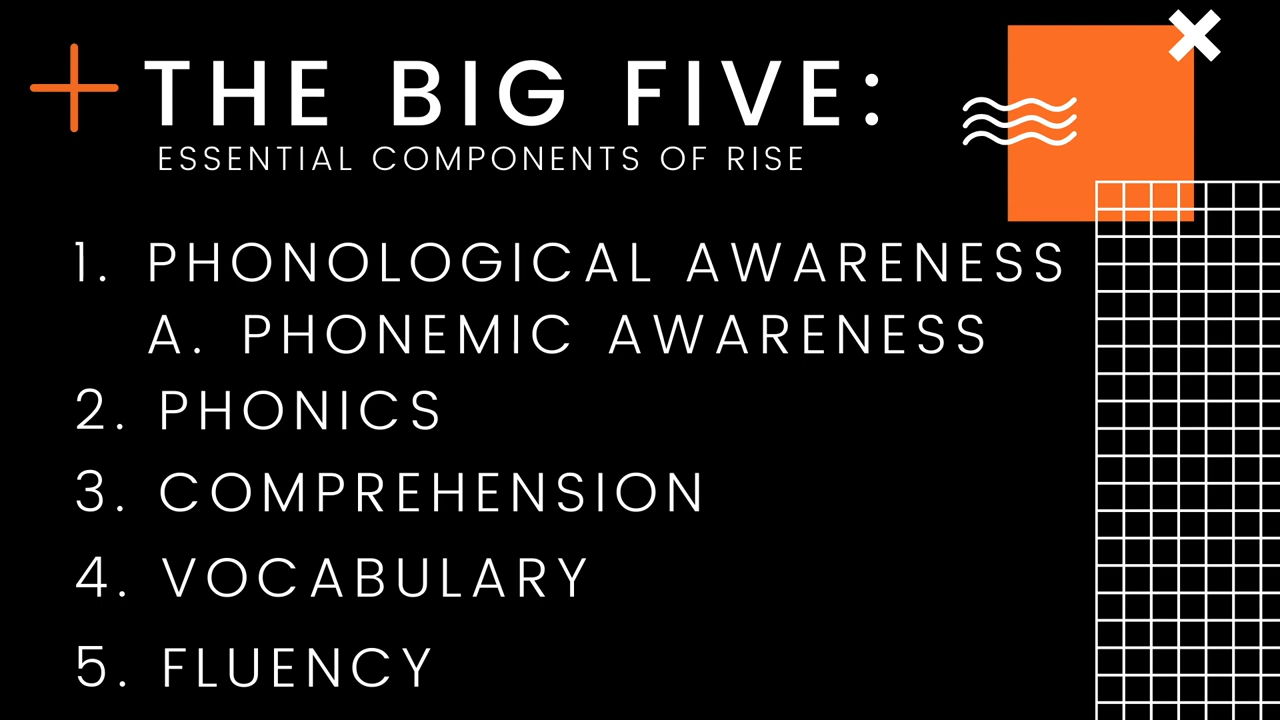 THE BIG FIVE:
ESSENTIAL COMPONENTS OF RISE
1. PHONOLOGICAL AWARENESS
A. PHONEMIC AWARENESS
2. PHONICS
3. COMPREHENSION
4. VOCABULARY
5. FLUENCY